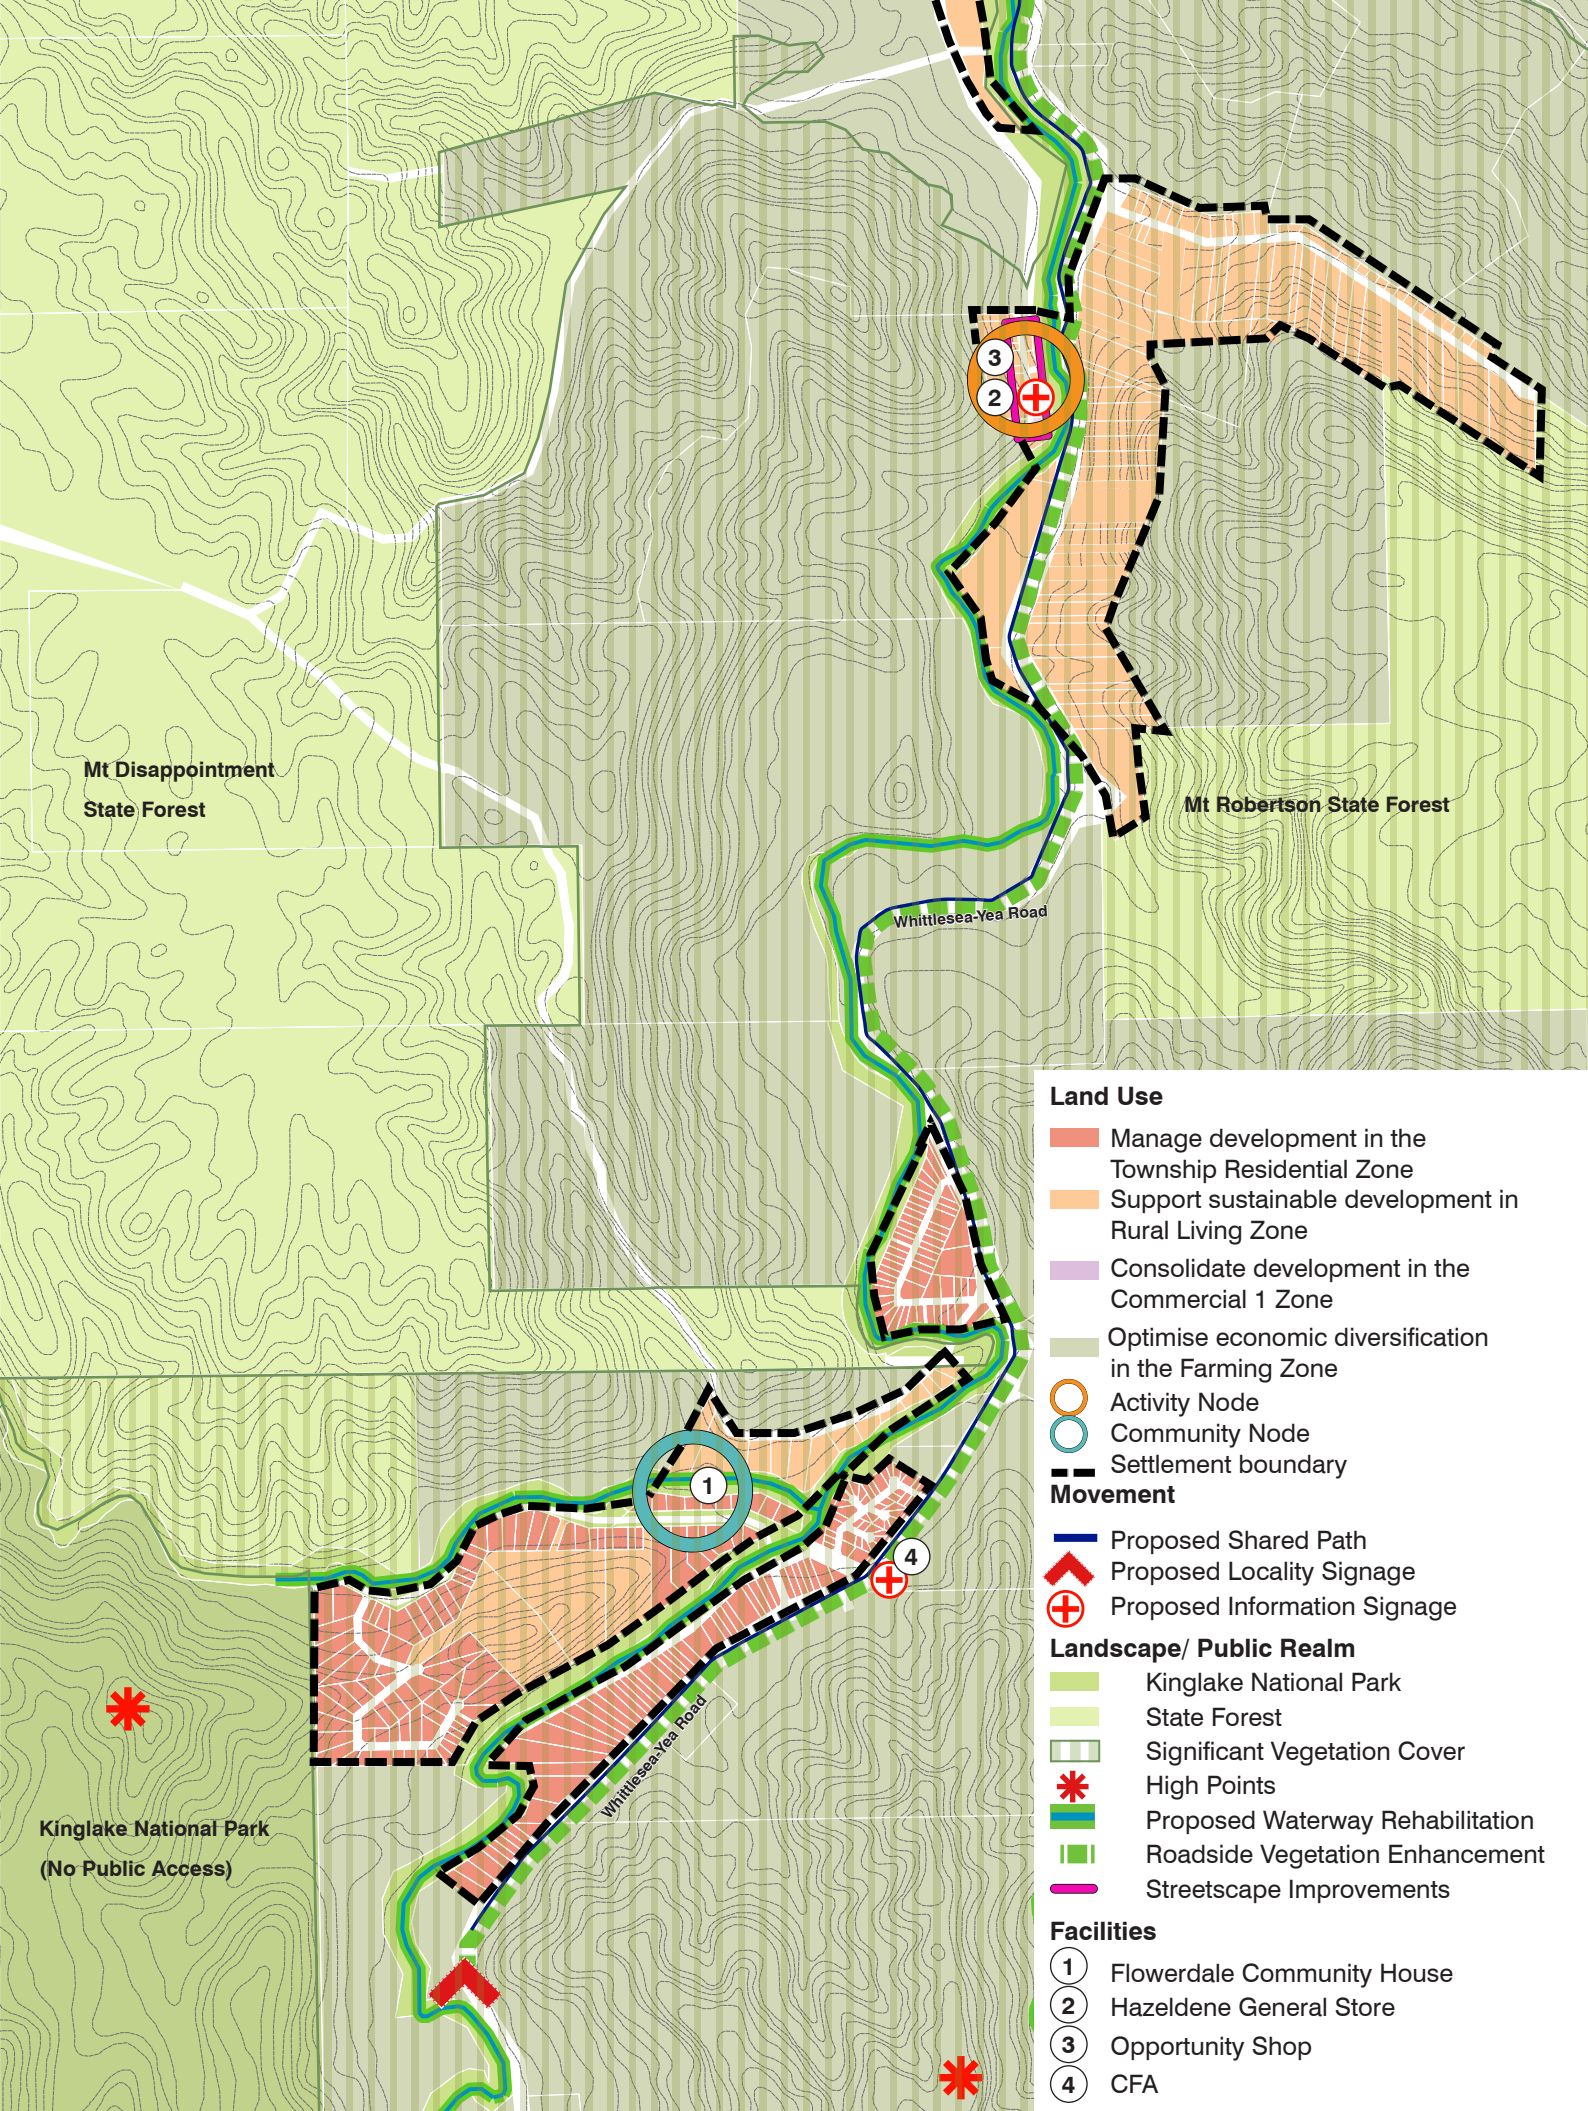 3
2
Mt Disappointment
State Forest
Mt Robertson State Forest
Whittlesea-Yea Road
1
4
Whittlesea-Yea Road
Kinglake National Park
(No Public Access)
Land Use
Manage development in the
Township Residential Zone
Support sustainable development in
Rural Living Zone
Consolidate development in the
Commercial 1 Zone
Optimise economic diversification
in the Farming Zone
Activity Node
Community Node
Settlement boundary
Movement
Proposed Shared Path
Proposed Locality Signage
Proposed Information Signage
Landscape/ Public Realm
Kinglake National Park
State Forest
Significant Vegetation Cover
High Points
Proposed Waterway Rehabilitation
Roadside Vegetation Enhancement
Streetscape Improvements
Facilities
1 Flowerdale Community House
2 Hazeldene General Store
3 Opportunity Shop
4 CFA